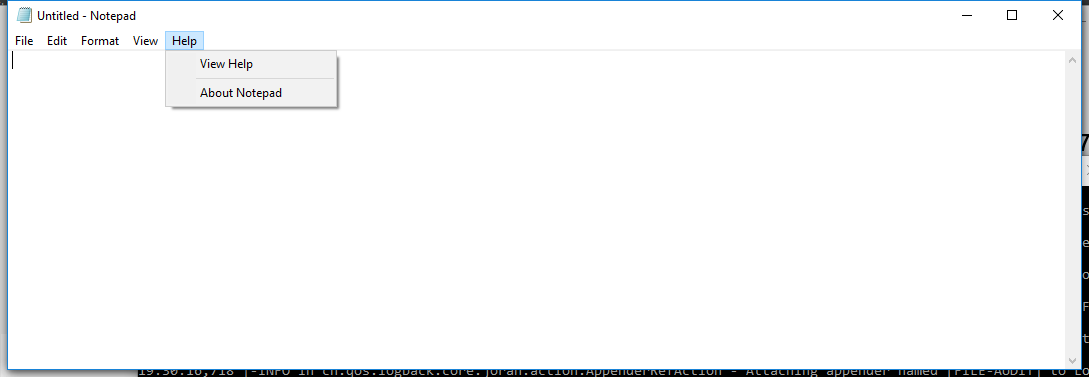 Untitled - Notepad
File Edit Format View Help
View Help
About Notepad
19:30:16,718 |-INFO in ch.qos.logback.core.joran.action.AppenderRefAction - Attaching appender named [FILE-AUDIT] to